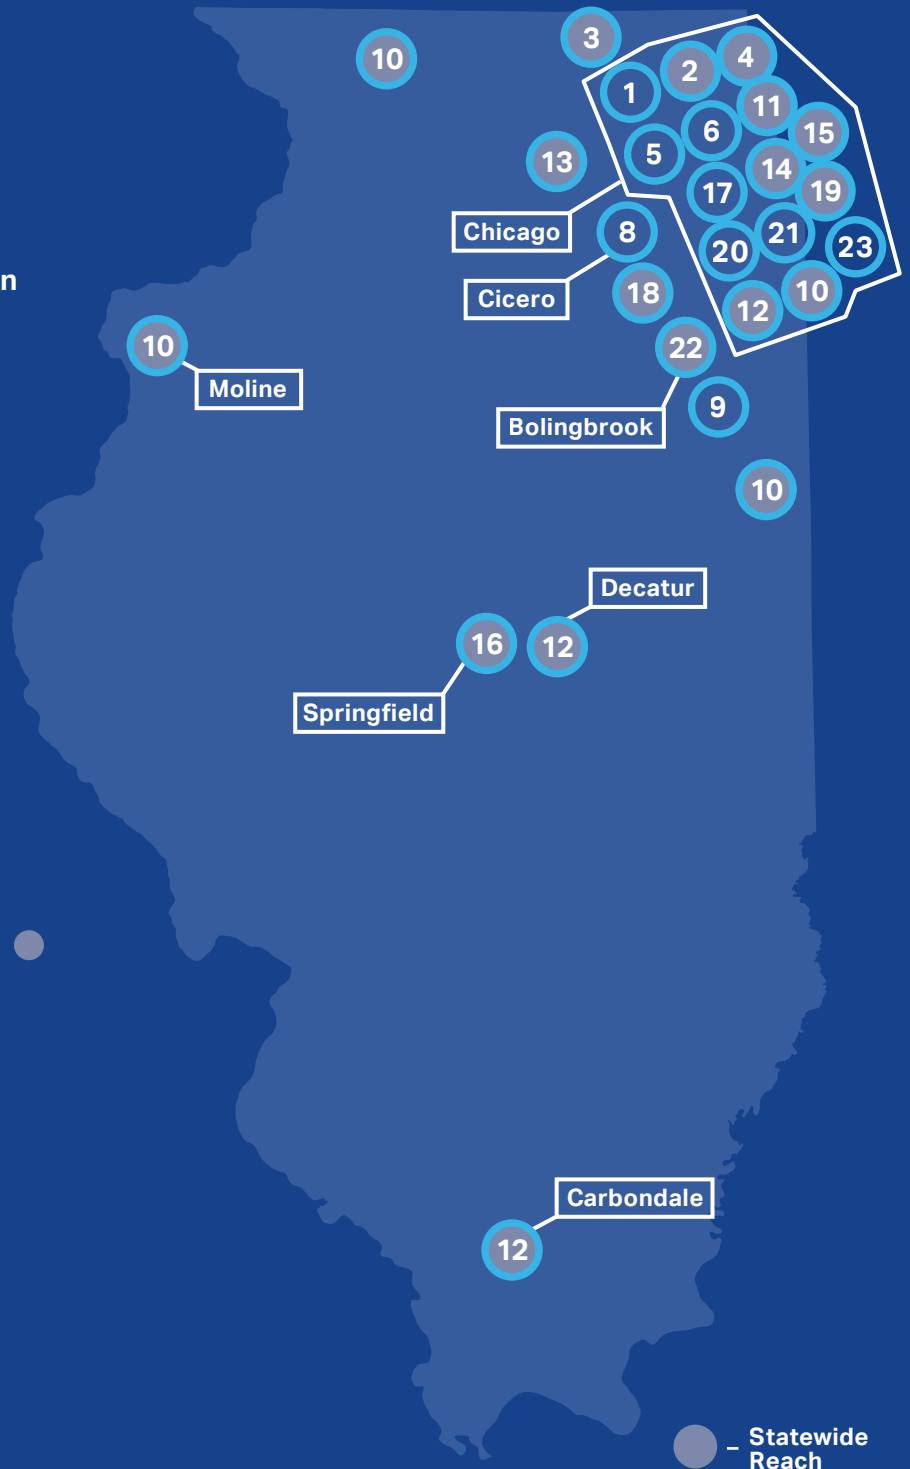 3
10
4
2
1
11
6
15
5
13
14
19
17
Chicago
8
21
23
20
n
18
10
Cicero
12
10
22
Moline
9
Bolingbrook
10
Decatur
16
12
Springfield
Carbondale
12
– Statewide
Reach